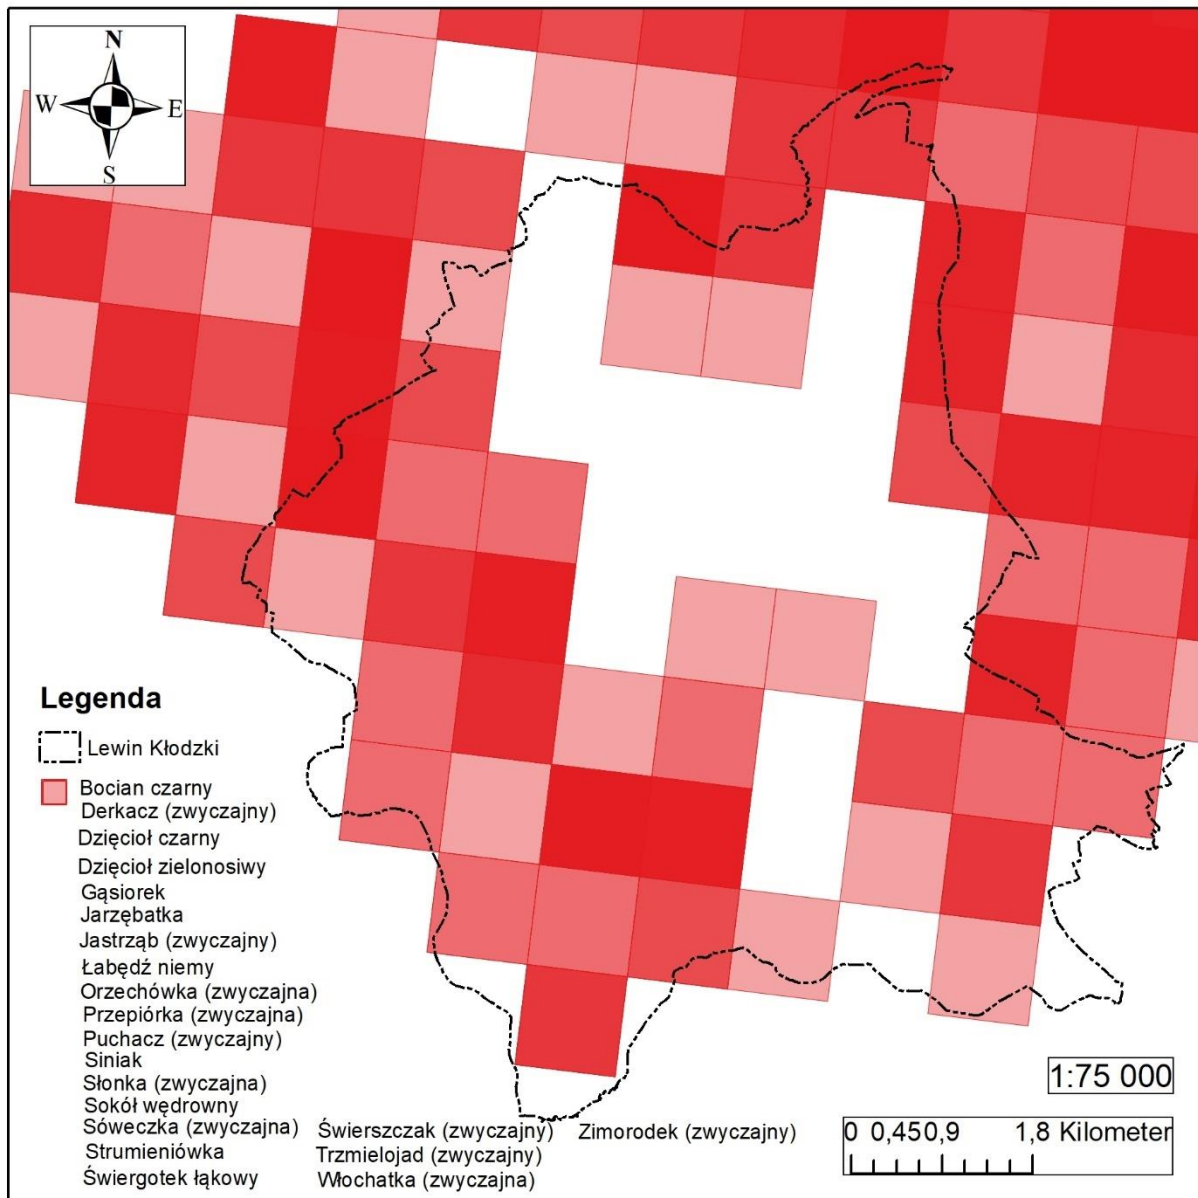 N
W E
S
Legenda
Lewin Kłodzki
Bocian czarny
Derkacz (zwyczajny)
Dzięcioł czarny
Dzięcioł zielonosiwy
Gąsiorek
Jarzębatka
Jastrząb (zwyczajny)
Łabędź niemy
Orzechówka (zwyczajna)
Przepiórka (zwyczajna)
Puchacz (zwyczajny)
Siniak
Słonka (zwyczajna)
Sokół wędrowny
Sóweczka (zwyczajna) Świerszczak (zwyczajny) Zimorodek (zwyczajny)
Strumieniówka Trzmielojad (zwyczajny)
Świergotek łąkowy Włochatka (zwyczajna)
1:75 000
0 0,45 0,9 1,8 Kilometer